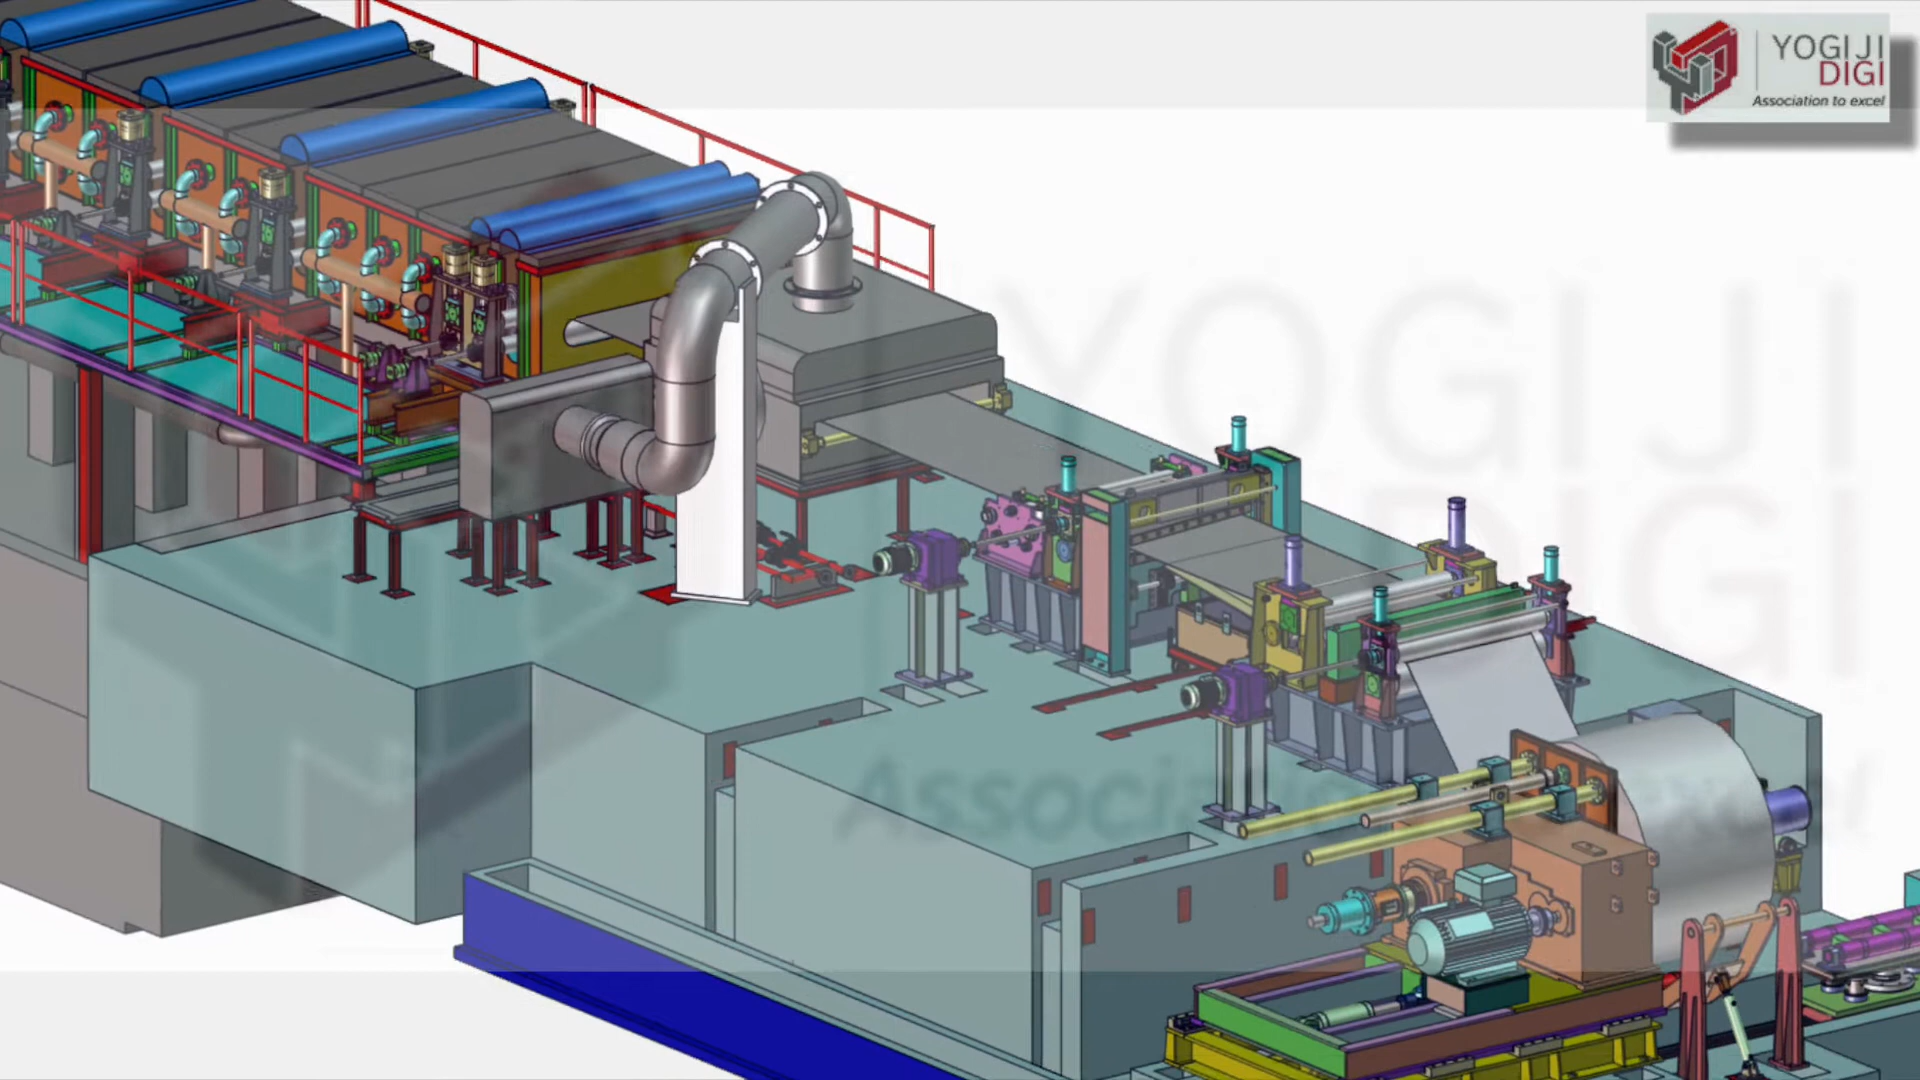 YOGIJI
DIGI
Association to excel
YOGIJI
DIGI
Association to excel